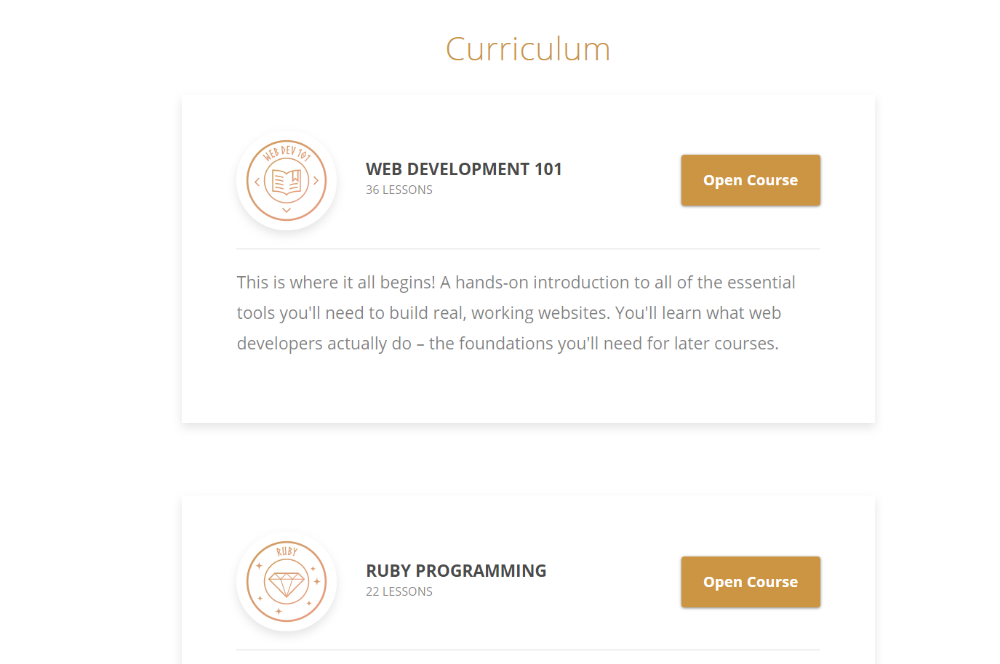 Curriculum
WEB DEV 101
WEB DEVELOPMENT 101
36 LESSONS
Open Course
This is where it all begins! A hands-on introduction to all of the essential
tools you'll need to build real, working websites. You'll learn what web
developers actually do – the foundations you'll need for later courses.
RUBY
RUBY PROGRAMMING
22 LESSONS
Open Course